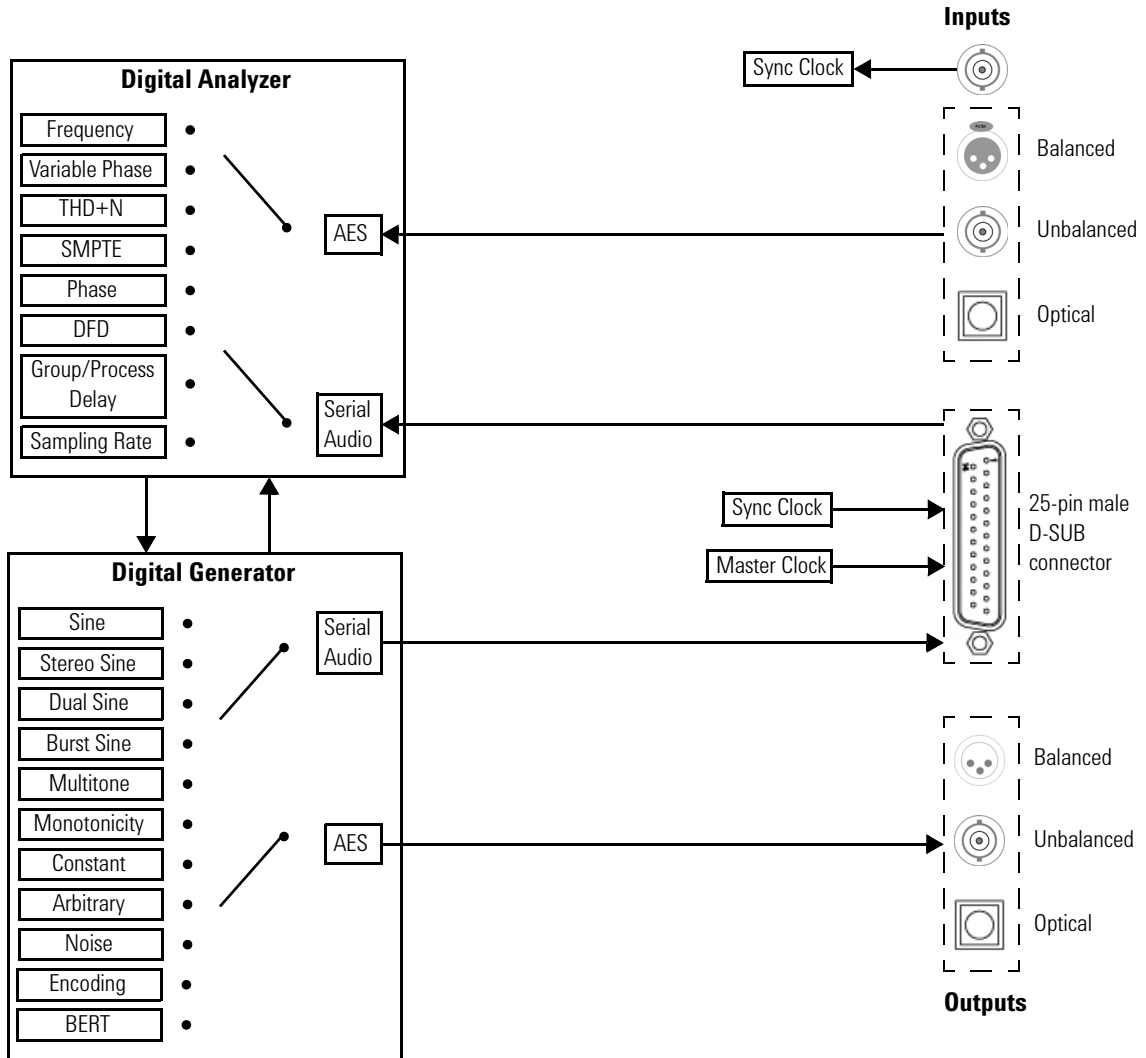 Inputs
Digital Analyzer
Sync Clock
Frequency
Variable Phase
THD+N
SMPTE
Phase
DFD
Group/Process
Delay
Sampling Rate
AES
Serial
Audio
PUSH
Balanced
Unbalanced
Optical
Sync Clock
Master Clock
25-pin male
D-SUB
connector
Digital Generator
Sine
Stereo Sine
Dual Sine
Burst Sine
Multitone
Monotonicity
Constant
Arbitrary
Noise
Encoding
BERT
Serial
Audio
AES
Balanced
Unbalanced
Optical
Outputs